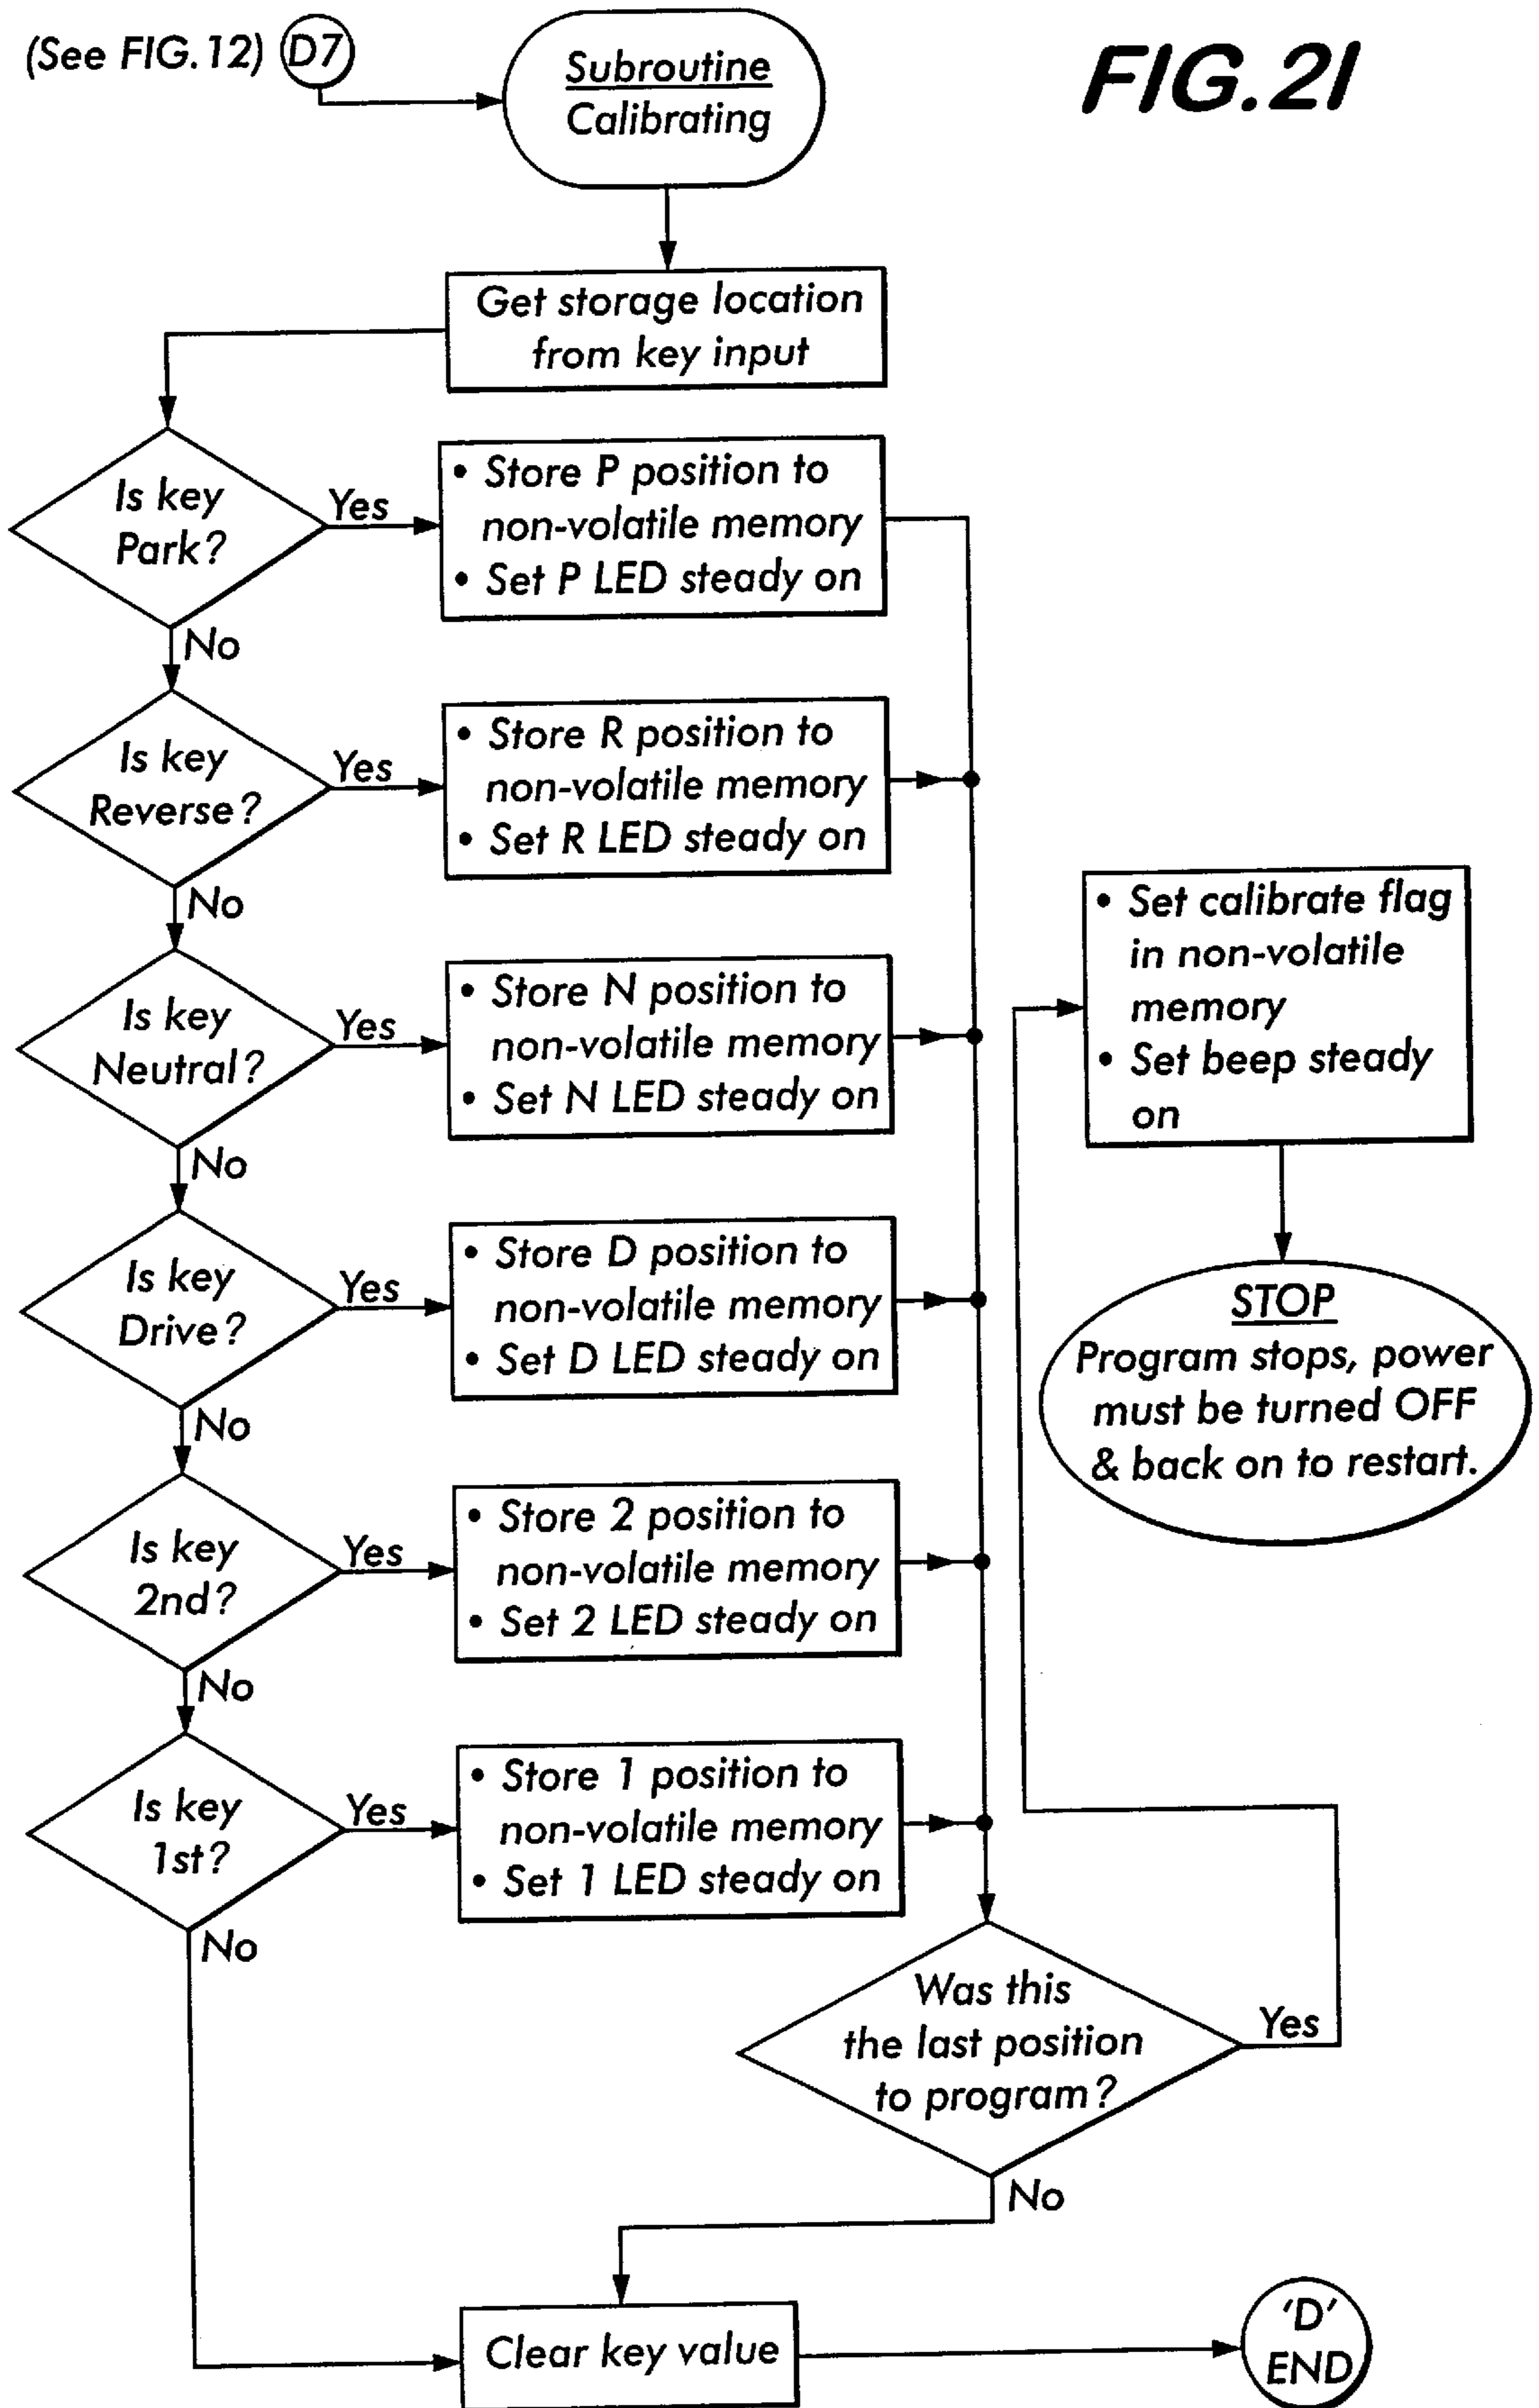 (See FIG.12) D7
Subroutine
Calibrating
FIG.21
Get storage location
from key input
Is key
Park?
Yes
• Store P position to
non-volatile memory
• Set P LED steady on
No
Is key
Reverse?
Yes
• Store R position to
non-volatile memory
• Set R LED steady on
No
Is key
Neutral?
Yes
• Store N position to
non-volatile memory
• Set N LED steady on
No
Is key
Drive?
Yes
• Store D position to
non-volatile memory
• Set D LED steady on
No
Is key
2nd?
Yes
• Store 2 position to
non-volatile memory
• Set 2 LED steady on
No
Is key
1st?
Yes
• Store 1 position to
non-volatile memory
• Set 1 LED steady on
No
• Set calibrate flag
in non-volatile
memory
• Set beep steady
on
STOP
Program stops, power
must be turned OFF
& back on to restart.
Was this
the last position
to program?
Yes
No
Clear key value
'D'
END